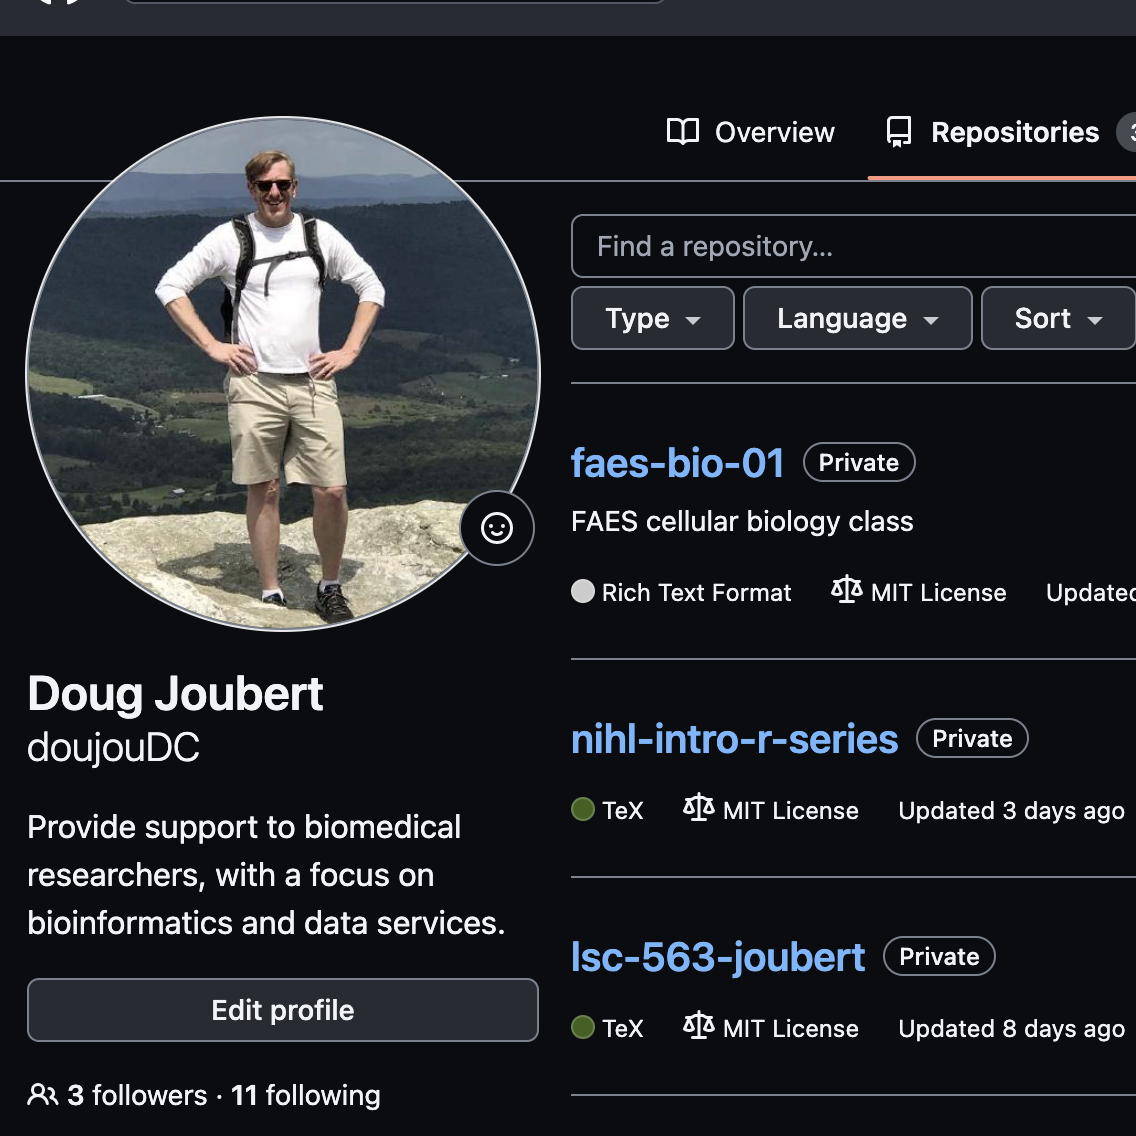 Overview
Repositories
Find a repository...
Type
Language
Sort
faes-bio-01 Private
FAES cellular biology class
Rich Text Format MIT License Updated
nihl-intro-r-series Private
TeX MIT License Updated 3 days ago
lsc-563-joubert Private
TeX MIT License Updated 8 days ago
Doug Joubert
doujouDC
Provide support to biomedical
researchers, with a focus on
bioinformatics and data services.
Edit profile
3 followers · 11 following